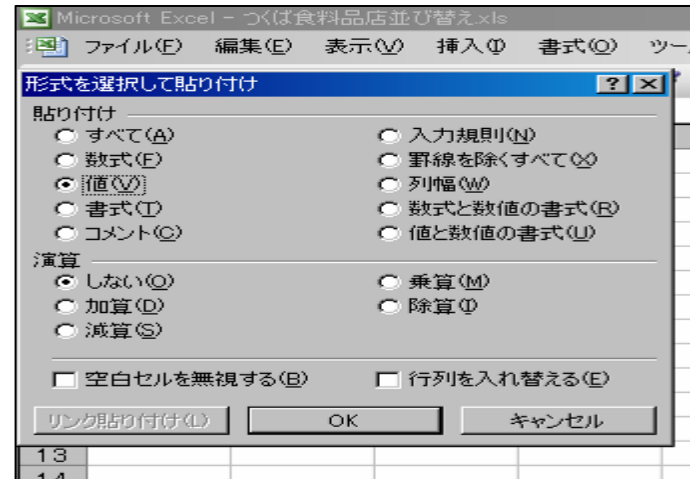 Microsoft Excel - つくば食料品店並び替え.xls
ファイル(F) 編集(E) 表示(V) 挿入(I) 書式(O) ツー
形式を選択して貼り付け
貼り付け
すべて(A) 入力規則(N)
数式(F) 罫線を除くすべて(X)
値(V) 列幅(W)
書式(T) 数式と数値の書式(R)
コメント(C) 値と数値の書式(U)
演算
しない(O) 乗算(M)
加算(D) 除算(I)
減算(S)
空白セルを無視する(B) 行列を入れ替える(E)
リンク貼り付け(L) OK キャンセル
13
14